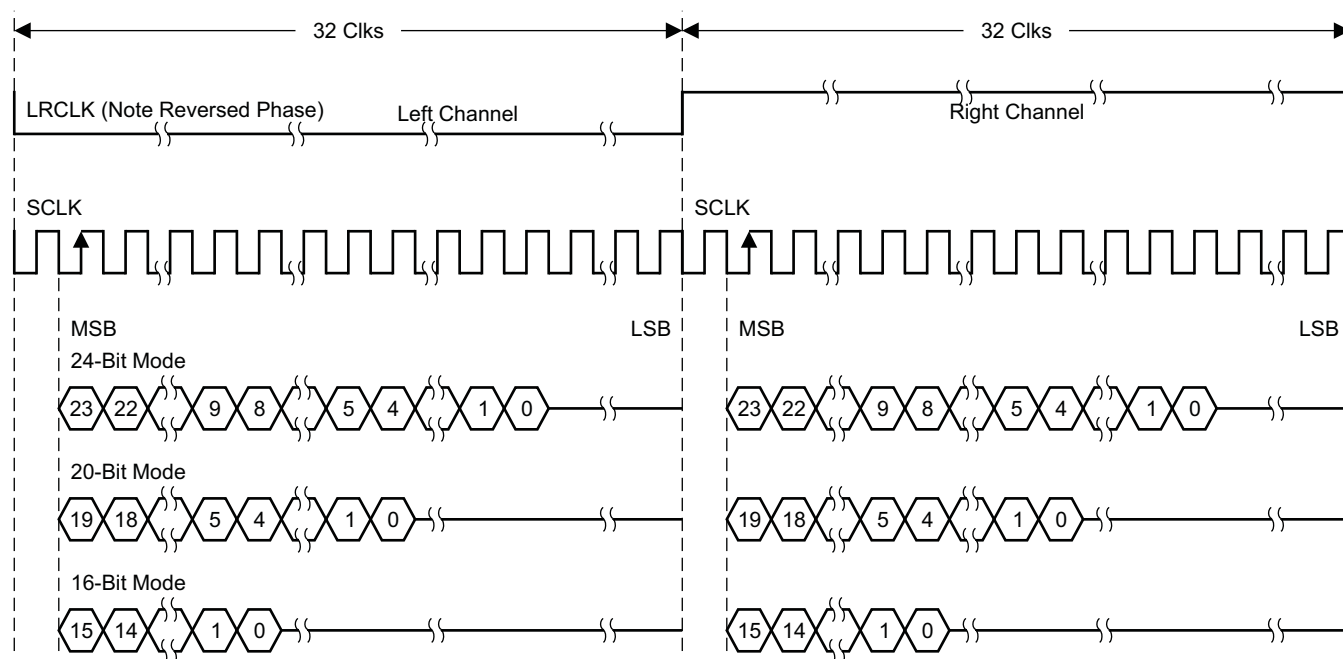 32 Clks 32 Clks
LRCLK (Note Reversed Phase) Left Channel Right Channel
SCLK SCLK
MSB LSB MSB LSB
24-Bit Mode
23 22 9 8 5 4 1 0 23 22 9 8 5 4 1 0
20-Bit Mode
19 18 5 4 1 0 19 18 5 4 1 0
16-Bit Mode
15 14 1 0 15 14 1 0